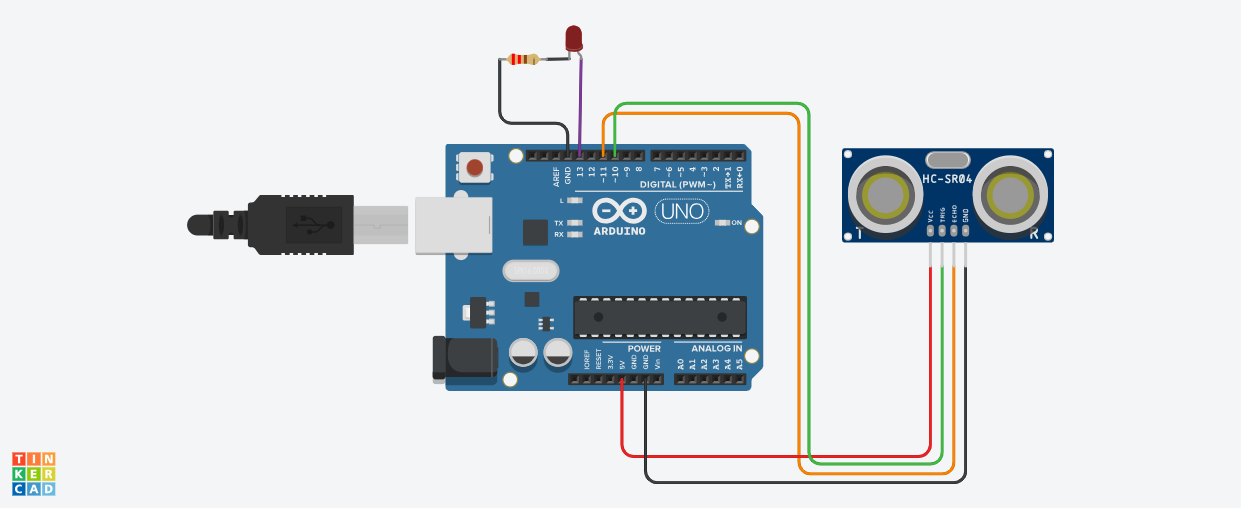 AREF
GND
13
12
~11
~10
~9
8
7
~6
~5
4
~3
2
TX→1
RX←0
DIGITAL (PWM~)
L
TX
RX
ARDUINO
UNO
ON
HC-SR04
VCC
TRIG
ECHO
GND
T
R
POWER
ANALOG IN
IOREF
RESET
3.3V
5V
GND
GND
Vin
A0
A1
A2
A3
A4
A5
TIN
KER
CAD